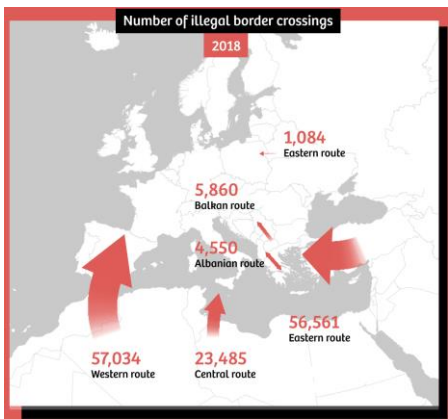 Number of illegal border crossings
2018
1,084
Eastern route
5,860
Balkan route
4,550
Albanian route
56,561
Eastern route
57,034
Western route
23,485
Central route